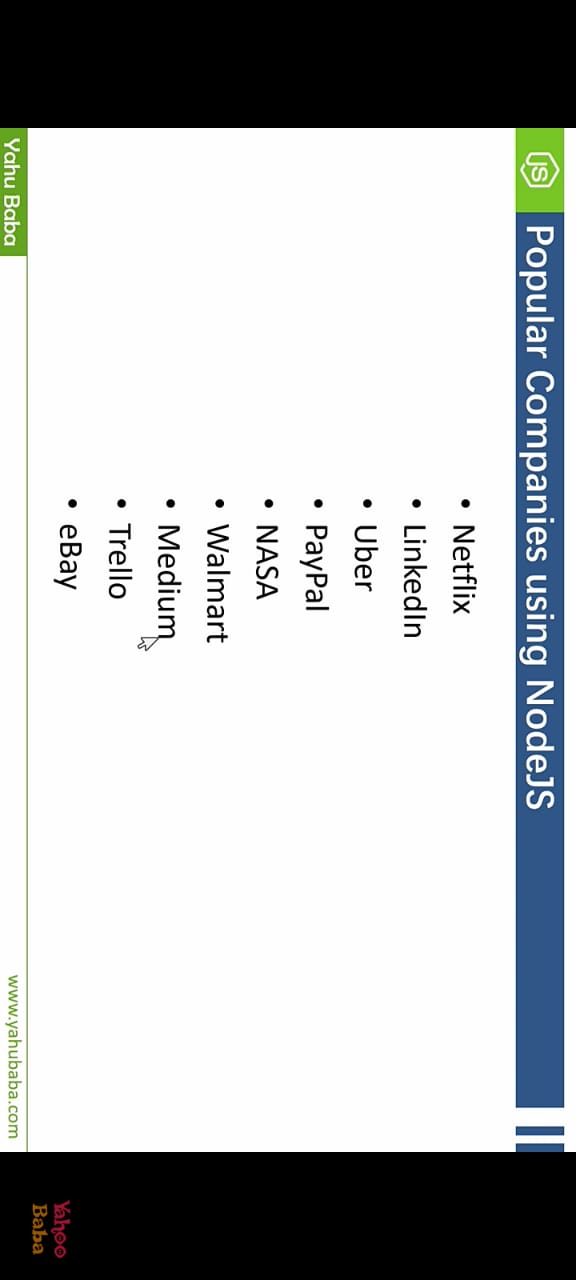 JS
Popular Companies using NodeJS
• Netflix
• LinkedIn
• Uber
• PayPal
• NASA
• Walmart
• Medium
• Trello
• eBay
Yahu Baba
www.yahubaba.com
Yahoo
Baba